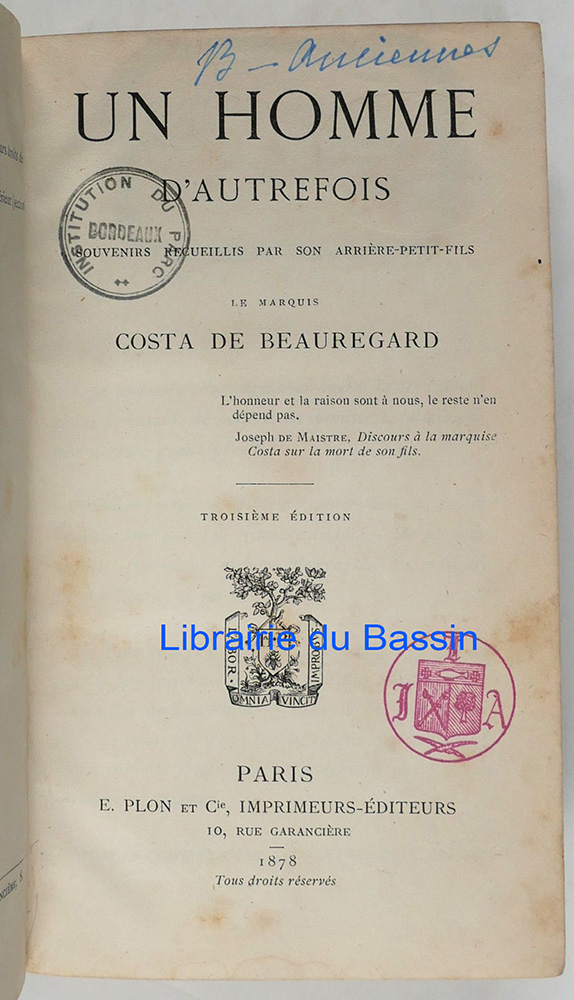 B - Anciennes
UN HOMME
D'AUTREFOIS
INSTITUTION DU PARC
BORDEAUX
SOUVENIRS RECUEILLIS PAR SON ARRIÈRE-PETIT-FILS
LE MARQUIS
COSTA DE BEAUREGARD
L'honneur et la raison sont à nous, le reste n'en
dépend pas.
Joseph DE MAISTRE, Discours à la marquise
Costa sur la mort de son fils.
TROISIÈME ÉDITION
LABOR
OMNIA VINCIT
IMPROBUS
Librairie du Bassin
I L A
PARIS
E. PLON ET Cie, IMPRIMEURS-ÉDITEURS
10, RUE GARANCIÈRE
1878
Tous droits réservés